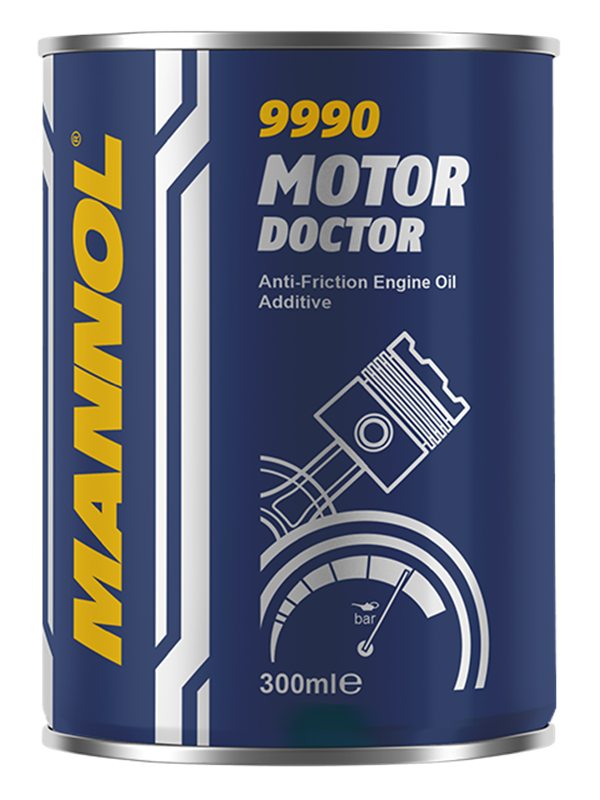 MANNOL®
9990
MOTOR
DOCTOR
Anti-Friction Engine Oil
Additive
bar
300ml℮